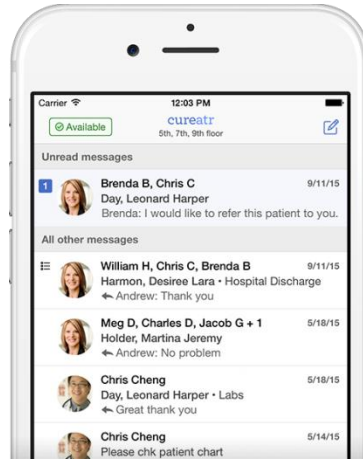 Carrier 12:03 PM
Available
cureatr
5th, 7th, 9th floor
Unread messages
1
Brenda B, Chris C 9/11/15
Day, Leonard Harper
Brenda: I would like to refer this patient to you.
All other messages
William H, Chris C, Brenda B 9/11/15
Harmon, Desiree Lara • Hospital Discharge
Andrew: Thank you
Meg D, Charles D, Jacob G + 1 5/18/15
Holder, Martina Jeremy
Andrew: No problem
Chris Cheng 5/18/15
Day, Leonard Harper • Labs
Great thank you
Chris Cheng 5/14/15
Please chk patient chart